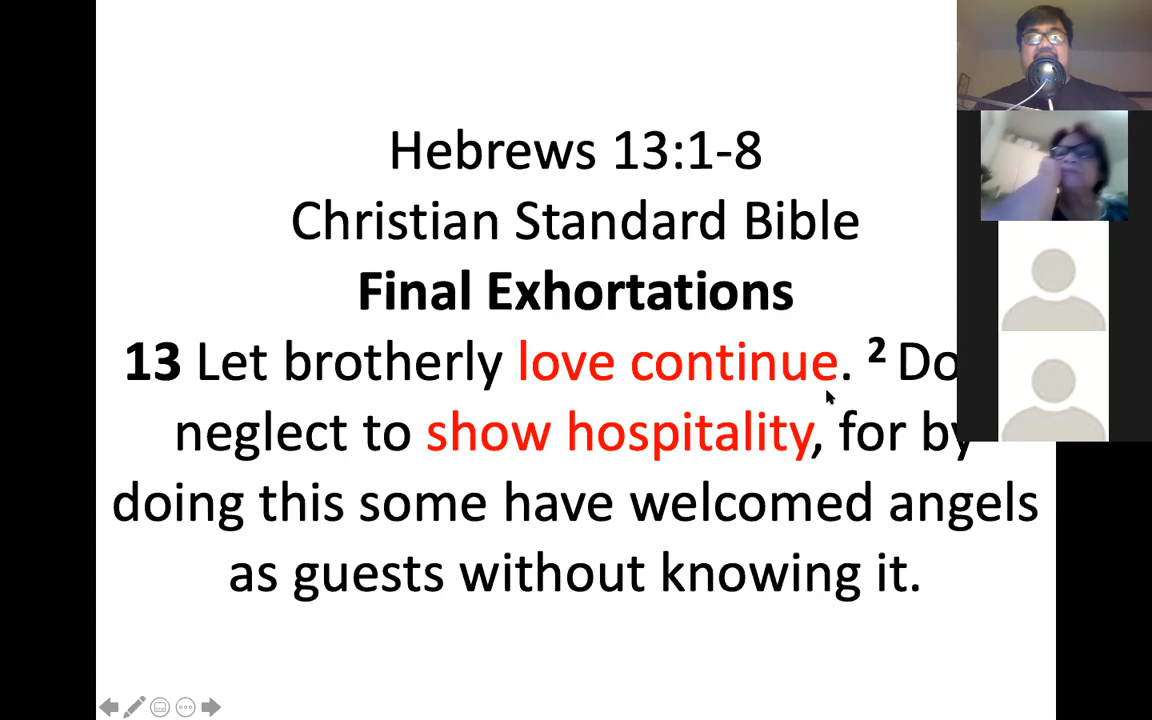 Hebrews 13:1-8
Christian Standard Bible
Final Exhortations
13 Let brotherly love continue. 2 Do
neglect to show hospitality, for by
doing this some have welcomed angels
as guests without knowing it.